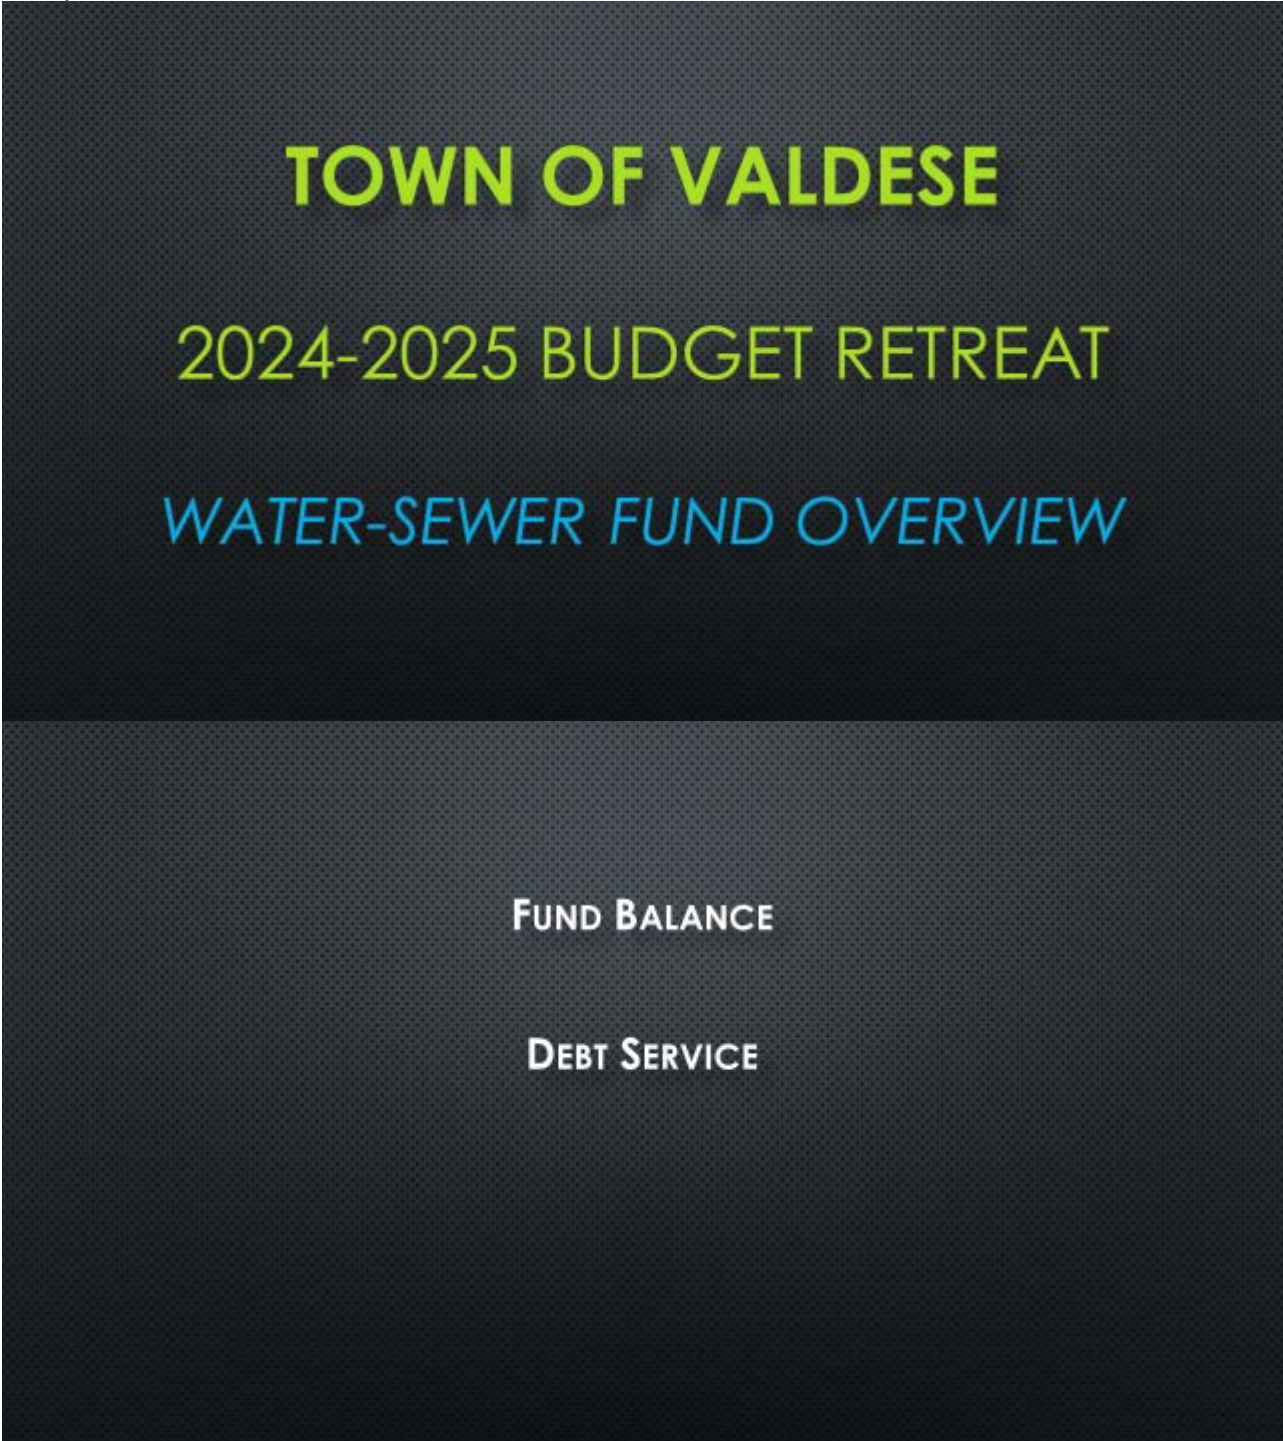 TOWN OF VALDESE
2024-2025 BUDGET RETREAT
WATER-SEWER FUND OVERVIEW
FUND BALANCE
DEBT SERVICE